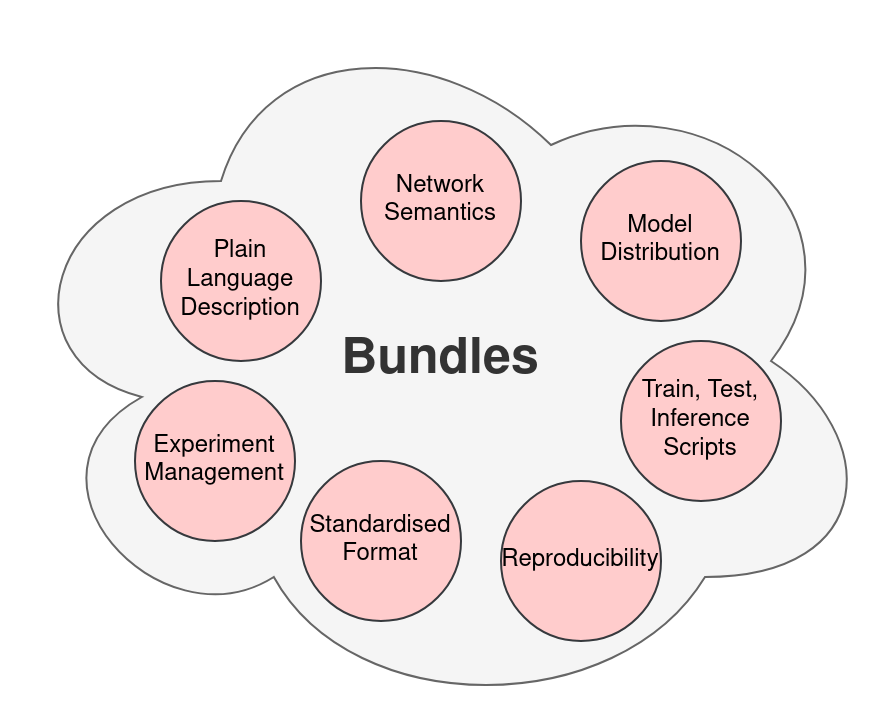 Network
Semantics
Model
Distribution
Plain
Language
Description
Bundles
Train, Test,
Inference
Scripts
Experiment
Management
Standardised
Format
Reproducibility